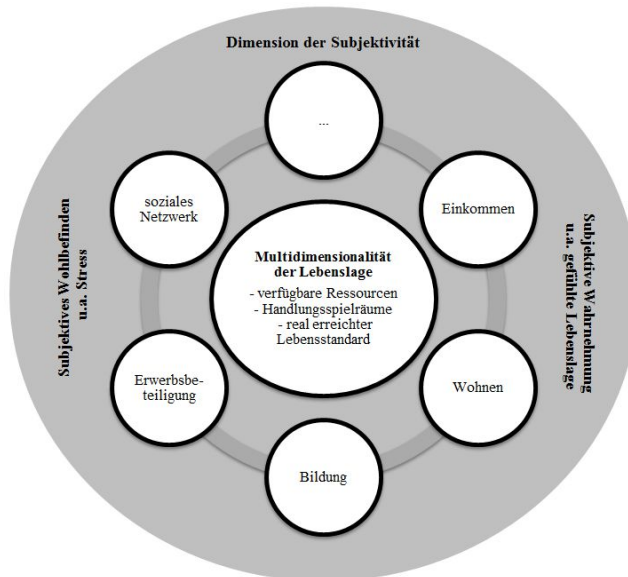 Dimension der Subjektivität
...
soziales
Netzwerk
Einkommen
Subjektives Wohlbefinden
u.a. Stress
Multidimensionalität
der Lebenslage
- verfügbare Ressourcen
- Handlungsspielräume
- real erreichter
Lebensstandard
Subjektive Wahrnehmung
u.a. gefühlte Lebenslage
Erwerbsbe-
teiligung
Wohnen
Bildung